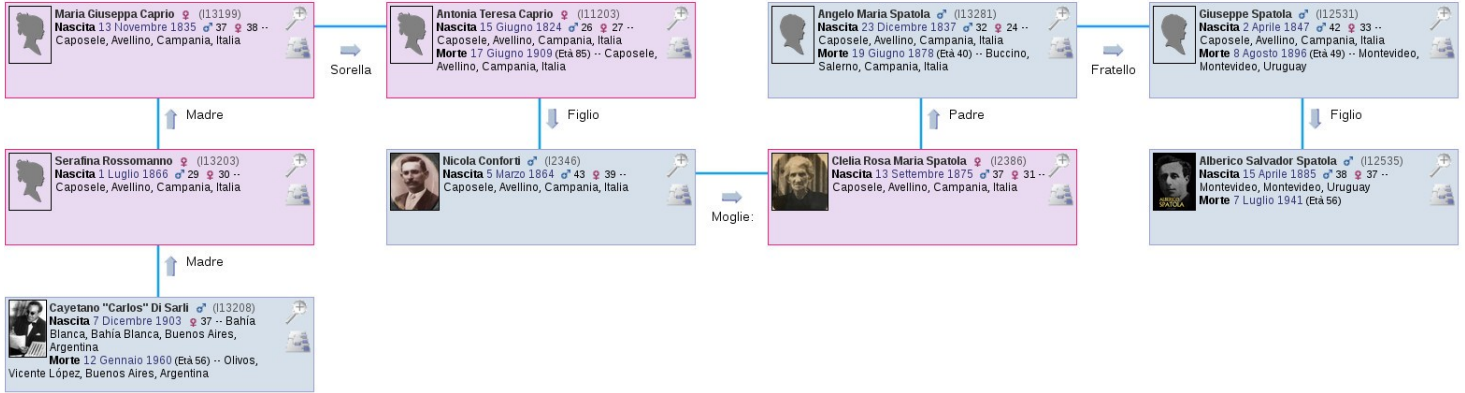 Maria Giuseppa Caprio ♀ (I13199)
Nascita 13 Novembre 1835 ♂ 37 ♀ 38 --
Caposele, Avellino, Campania, Italia
Sorella
Antonia Teresa Caprio ♀ (I11203)
Nascita 15 Giugno 1824 ♂ 26 ♀ 27 --
Caposele, Avellino, Campania, Italia
Morte 17 Giugno 1909 (Età 85) -- Caposele,
Avellino, Campania, Italia
Angelo Maria Spatola ♂ (I13281)
Nascita 23 Dicembre 1837 ♂ 32 ♀ 24 --
Caposele, Avellino, Campania, Italia
Morte 19 Giugno 1878 (Età 40) -- Buccino,
Salerno, Campania, Italia
Fratello
Giuseppe Spatola ♂ (I12531)
Nascita 2 Aprile 1847 ♂ 42 ♀ 33 --
Caposele, Avellino, Campania, Italia
Morte 8 Agosto 1896 (Età 49) -- Montevideo,
Montevideo, Uruguay
Madre
Figlio
Padre
Figlio
Serafina Rossomanno ♀ (I13203)
Nascita 1 Luglio 1866 ♂ 29 ♀ 30 --
Caposele, Avellino, Campania, Italia
Nicola Conforti ♂ (I2346)
Nascita 5 Marzo 1864 ♂ 43 ♀ 39 --
Caposele, Avellino, Campania, Italia
Moglie:
Clelia Rosa Maria Spatola ♀ (I2386)
Nascita 13 Settembre 1875 ♂ 37 ♀ 31 --
Caposele, Avellino, Campania, Italia
ALBERICO
SPATOLA
Alberico Salvador Spatola ♂ (I12535)
Nascita 15 Aprile 1885 ♂ 38 ♀ 37 --
Montevideo, Montevideo, Uruguay
Morte 7 Luglio 1941 (Età 56)
Madre
Cayetano "Carlos" Di Sarli ♂ (I13208)
Nascita 7 Dicembre 1903 ♀ 37 -- Bahía
Blanca, Bahía Blanca, Buenos Aires,
Argentina
Morte 12 Gennaio 1960 (Età 56) -- Olivos,
Vicente López, Buenos Aires, Argentina